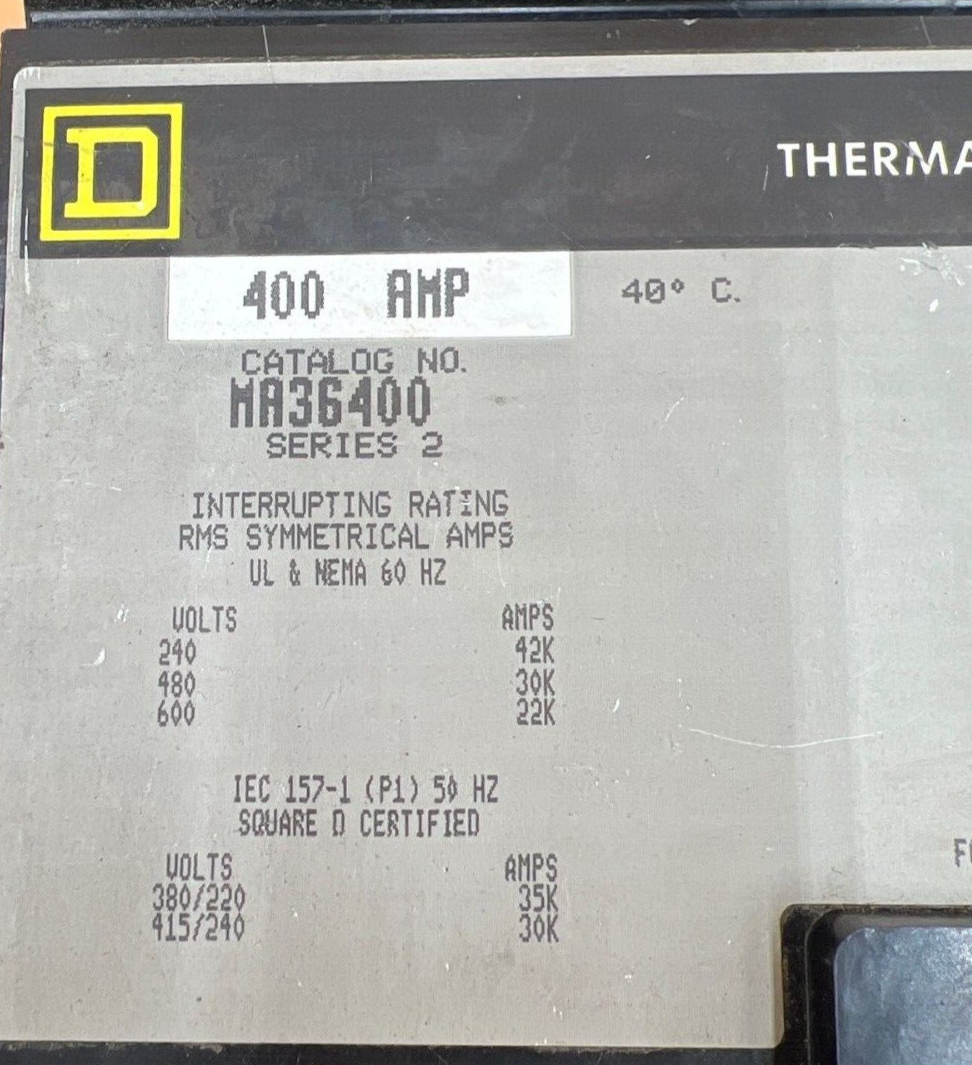 D
THERMA
400 AMP
40° C.
CATALOG NO.
MA36400
SERIES 2
INTERRUPTING RATING
RMS SYMMETRICAL AMPS
UL & NEMA 60 HZ
VOLTS AMPS
240 42K
480 30K
600 22K
IEC 157-1 (P1) 50 HZ
SQUARE D CERTIFIED
VOLTS AMPS
380/220 35K
415/240 30K